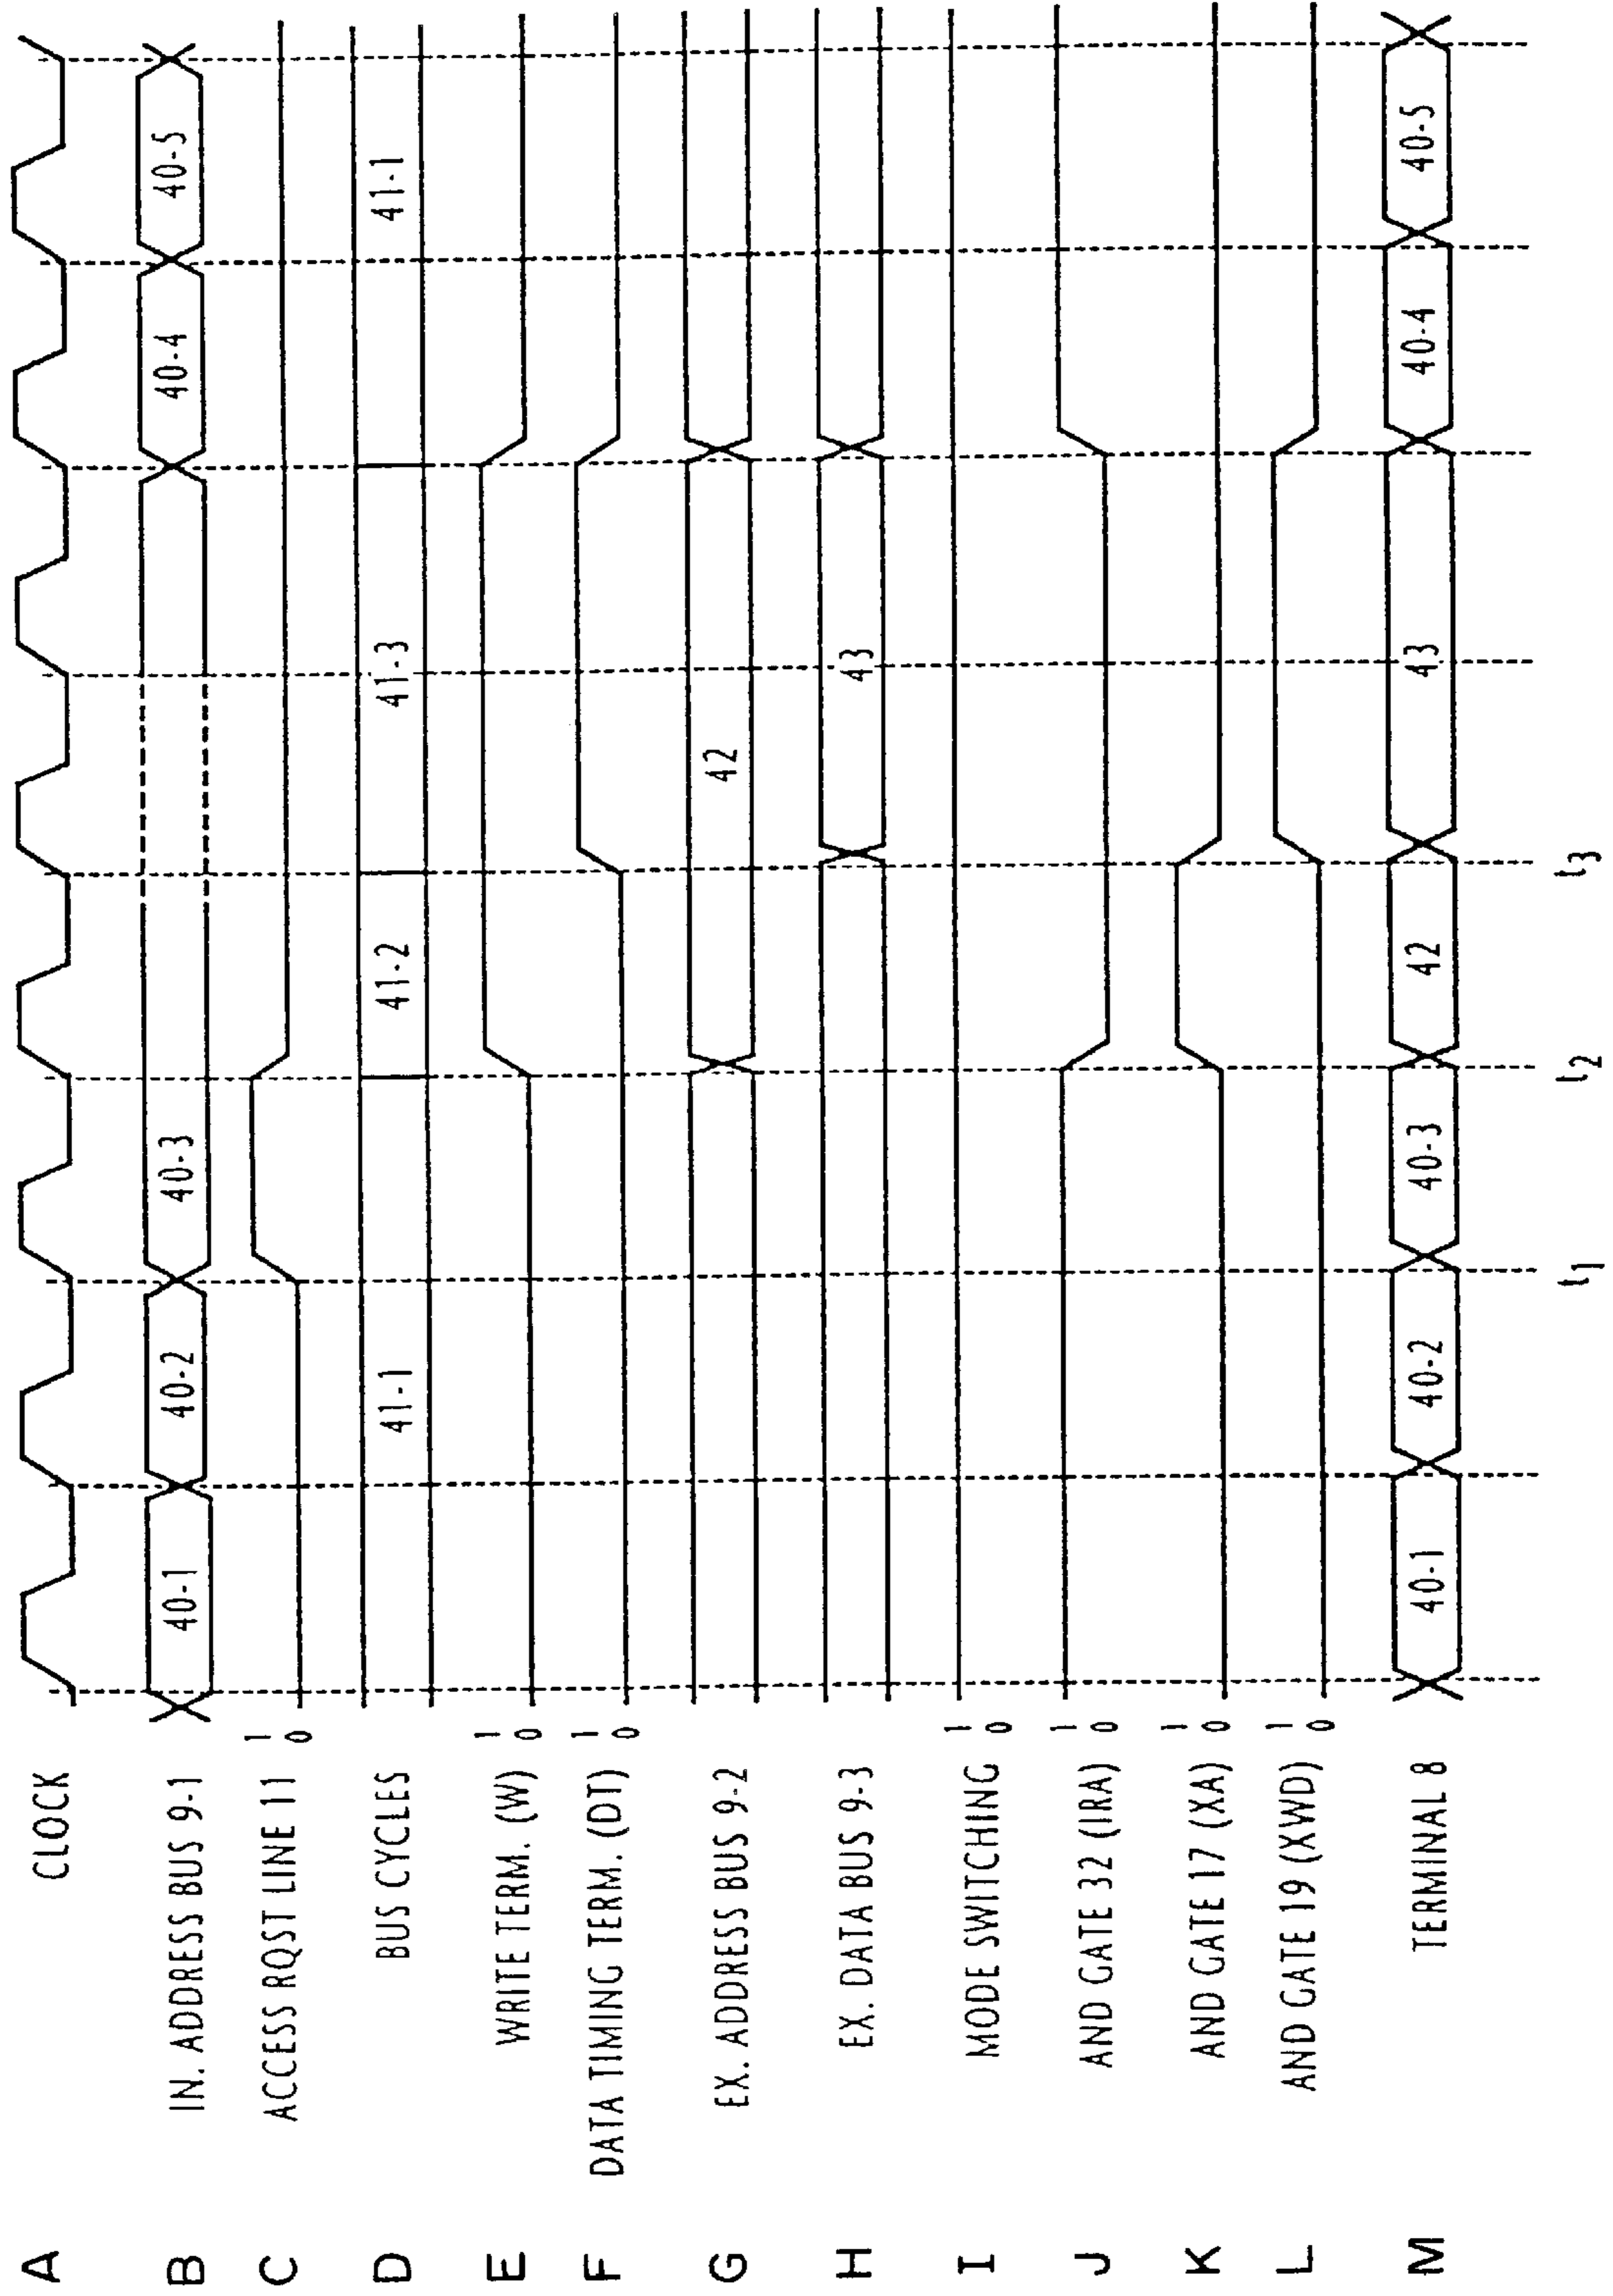 A CLOCK
B IN. ADDRESS BUS 9-1 40-1 40-2 40-3 40-4 40-5
C ACCESS RQST LINE 11 1 0
D BUS CYCLES 41-1 41-2 41-3 41-1
E WRITE TERM. (W) 1 0
F DATA TIMING TERM. (DT) 1 0
G EX. ADDRESS BUS 9-2 42
H EX. DATA BUS 9-3 43
I MODE SWITCHING 1 0
J AND GATE 32 (IRA) 1 0
K AND GATE 17 (XA) 1 0
L AND GATE 19 (XWD) 1 0
M TERMINAL 8 40-1 40-2 40-3 42 43 40-4 40-5
t1 t2 t3